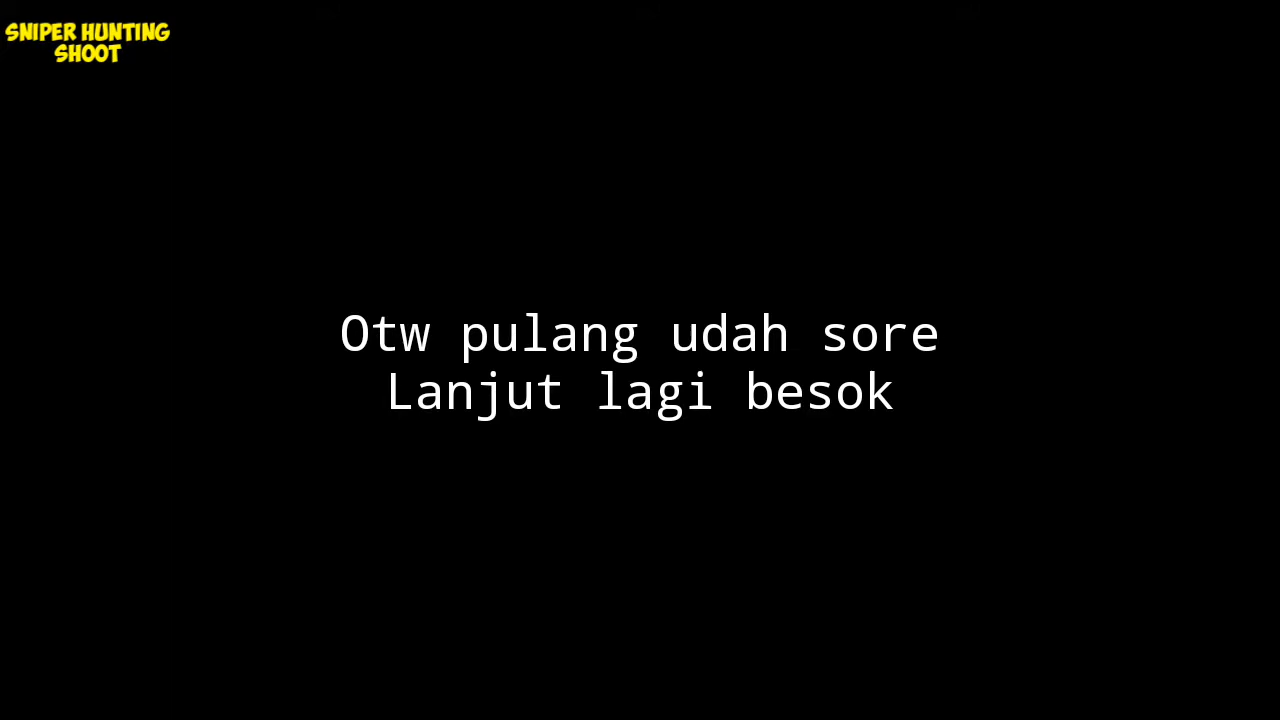 SNIPER HUNTING
SHOOT
Otw pulang udah sore
Lanjut lagi besok